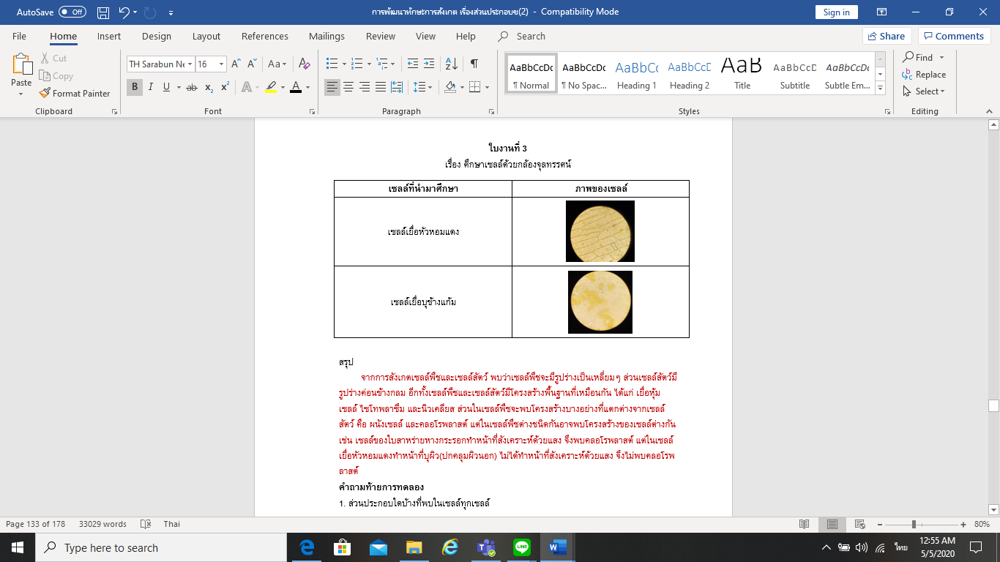 AutoSave Off การพัฒนาทักษะการสังเกต เรื่องส่วนประกอบข(2) - Compatibility Mode Sign in
File Home Insert Design Layout References Mailings Review View Help Search Share Comments
Paste Cut Copy Format Painter
TH Sarabun Ne 16
AaBbCcDc AaBbCcDc AaBbCc AaBbCcD AaB AaBbCcD AaBbCcDc
¶ Normal ¶ No Spac... Heading 1 Heading 2 Title Subtitle Subtle Em...
Find Replace Select
Clipboard Font Paragraph Styles Editing
ใบงานที่ 3
เรื่อง ศึกษาเซลล์ด้วยกล้องจุลทรรศน์
เซลล์ที่นำมาศึกษา ภาพของเซลล์
เซลล์เยื่อหัวหอมแดง
เซลล์เยื่อบุข้างแก้ม
สรุป
จากการสังเกตเซลล์พืชและเซลล์สัตว์ พบว่าเซลล์พืชจะมีรูปร่างเป็นเหลี่ยมๆ ส่วนเซลล์สัตว์มี
รูปร่างค่อนข้างกลม อีกทั้งเซลล์พืชและเซลล์สัตว์มีโครงสร้างพื้นฐานที่เหมือนกัน ได้แก่ เยื่อหุ้ม
เซลล์ ไซโทพลาซึม และนิวเคลียส ส่วนในเซลล์พืชจะพบโครงสร้างบางอย่างที่แตกต่างจากเซลล์
สัตว์ คือ ผนังเซลล์ และคลอโรพลาสต์ แต่ในเซลล์พืชต่างชนิดกันอาจพบโครงสร้างของเซลล์ต่างกัน
เช่น เซลล์ของใบสาหร่ายหางกระรอกทำหน้าที่สังเคราะห์ด้วยแสง จึงพบคลอโรพลาสต์ แต่ในเซลล์
เยื่อหัวหอมแดงทำหน้าที่บุผิว(ปกคลุมผิวนอก) ไม่ได้ทำหน้าที่สังเคราะห์ด้วยแสง จึงไม่พบคลอโรพ
ลาสต์
คำถามท้ายการทดลอง
1. ส่วนประกอบใดบ้างที่พบในเซลล์ทุกเซลล์
Page 133 of 178 33029 words Thai 80%
Type here to search ไทย 12:55 AM
5/5/2020